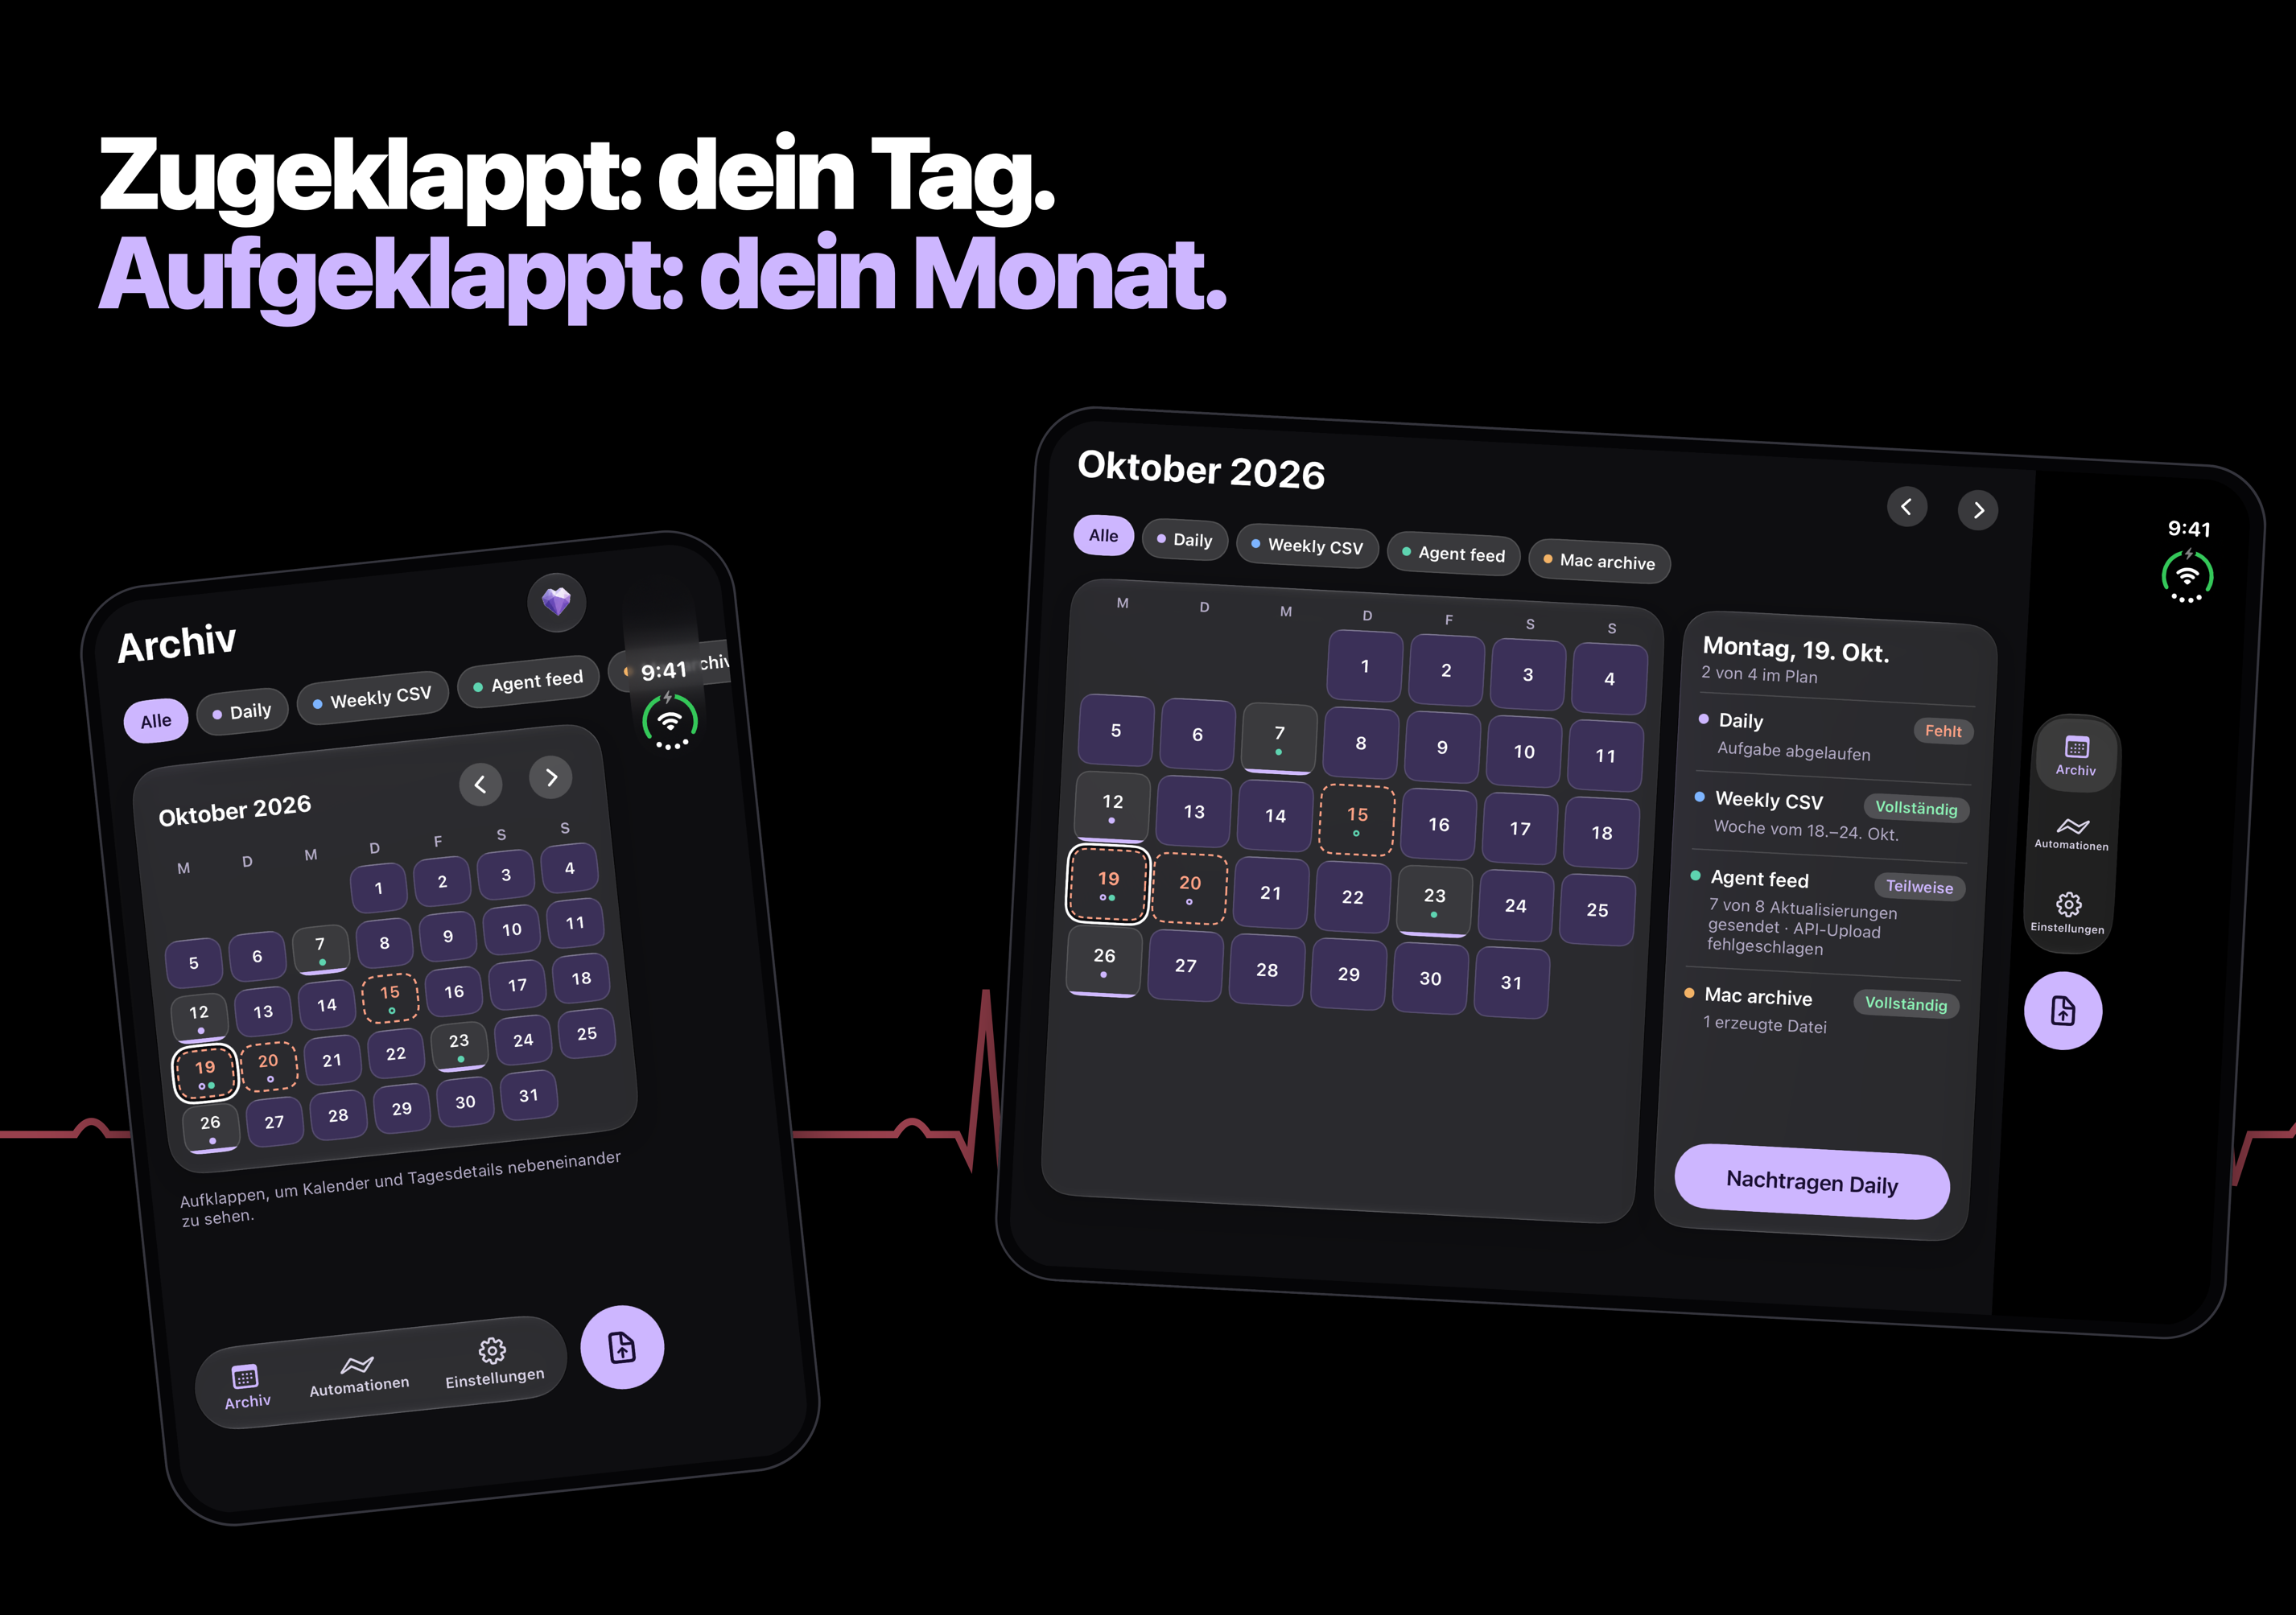 Zugeklappt: dein Tag.
Aufgeklappt: dein Monat.
Archiv
9:41
Alle
Daily
Weekly CSV
Agent feed
Oktober 2026
M D M D F S S
1 2 3 4
5 6 7 8 9 10 11
12 13 14 15 16 17 18
19 20 21 22 23 24 25
26 27 28 29 30 31
Aufklappen, um Kalender und Tagesdetails nebeneinander
zu sehen.
Archiv
Automationen
Einstellungen
Oktober 2026
9:41
Alle
Daily
Weekly CSV
Agent feed
Mac archive
M D M D F S S
1 2 3 4
5 6 7 8 9 10 11
12 13 14 15 16 17 18
19 20 21 22 23 24 25
26 27 28 29 30 31
Montag, 19. Okt.
2 von 4 im Plan
Daily
Fehlt
Aufgabe abgelaufen
Weekly CSV
Vollständig
Woche vom 18.–24. Okt.
Agent feed
Teilweise
7 von 8 Aktualisierungen
gesendet · API-Upload
fehlgeschlagen
Mac archive
Vollständig
1 erzeugte Datei
Nachtragen Daily
Archiv
Automationen
Einstellungen